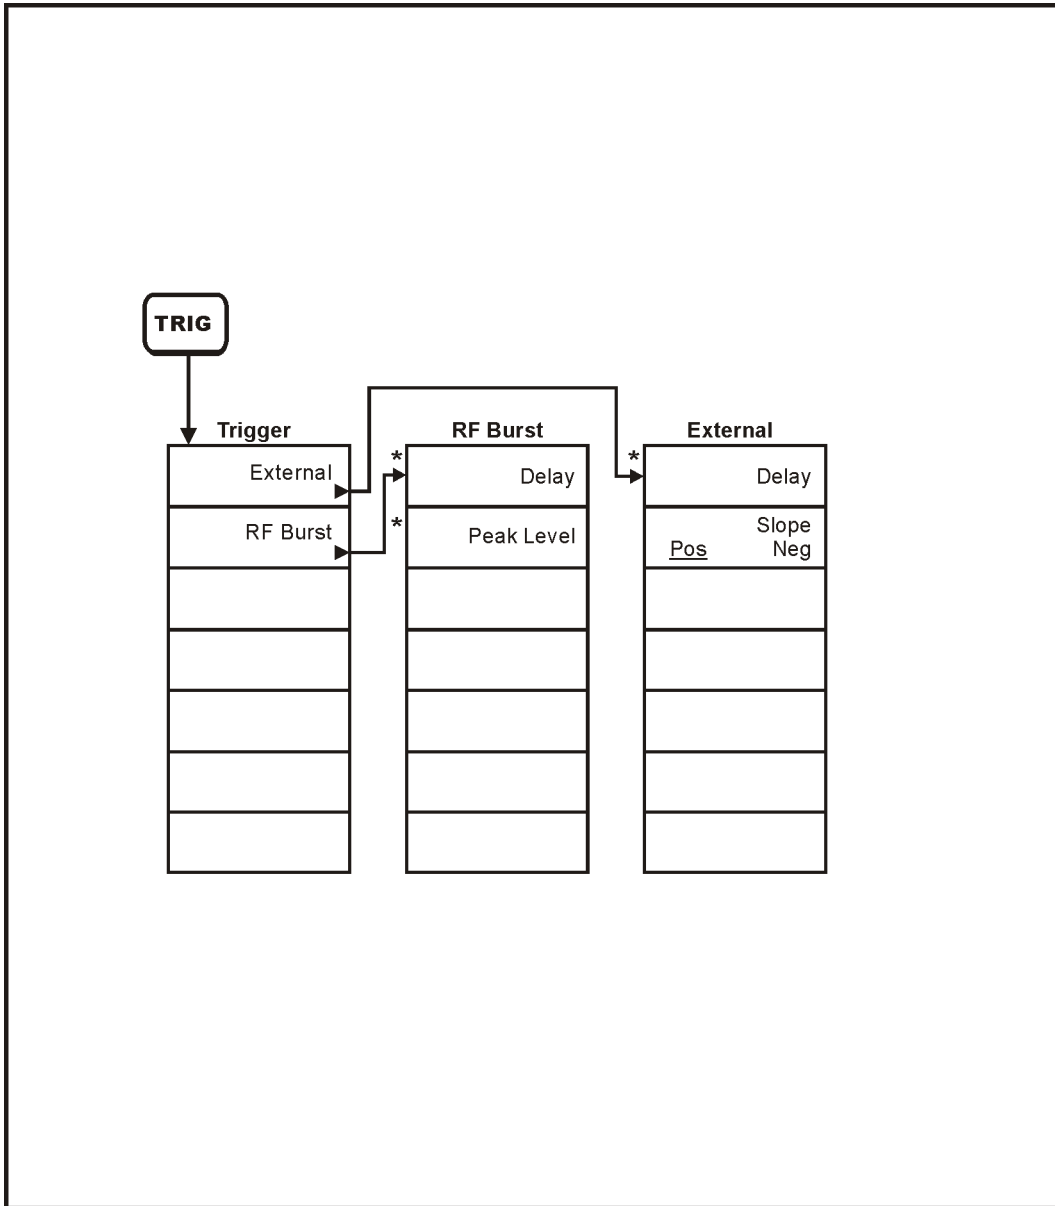 TRIG
Trigger
External
RF Burst
RF Burst
* Delay
* Peak Level
External
* Delay
Slope
Pos Neg